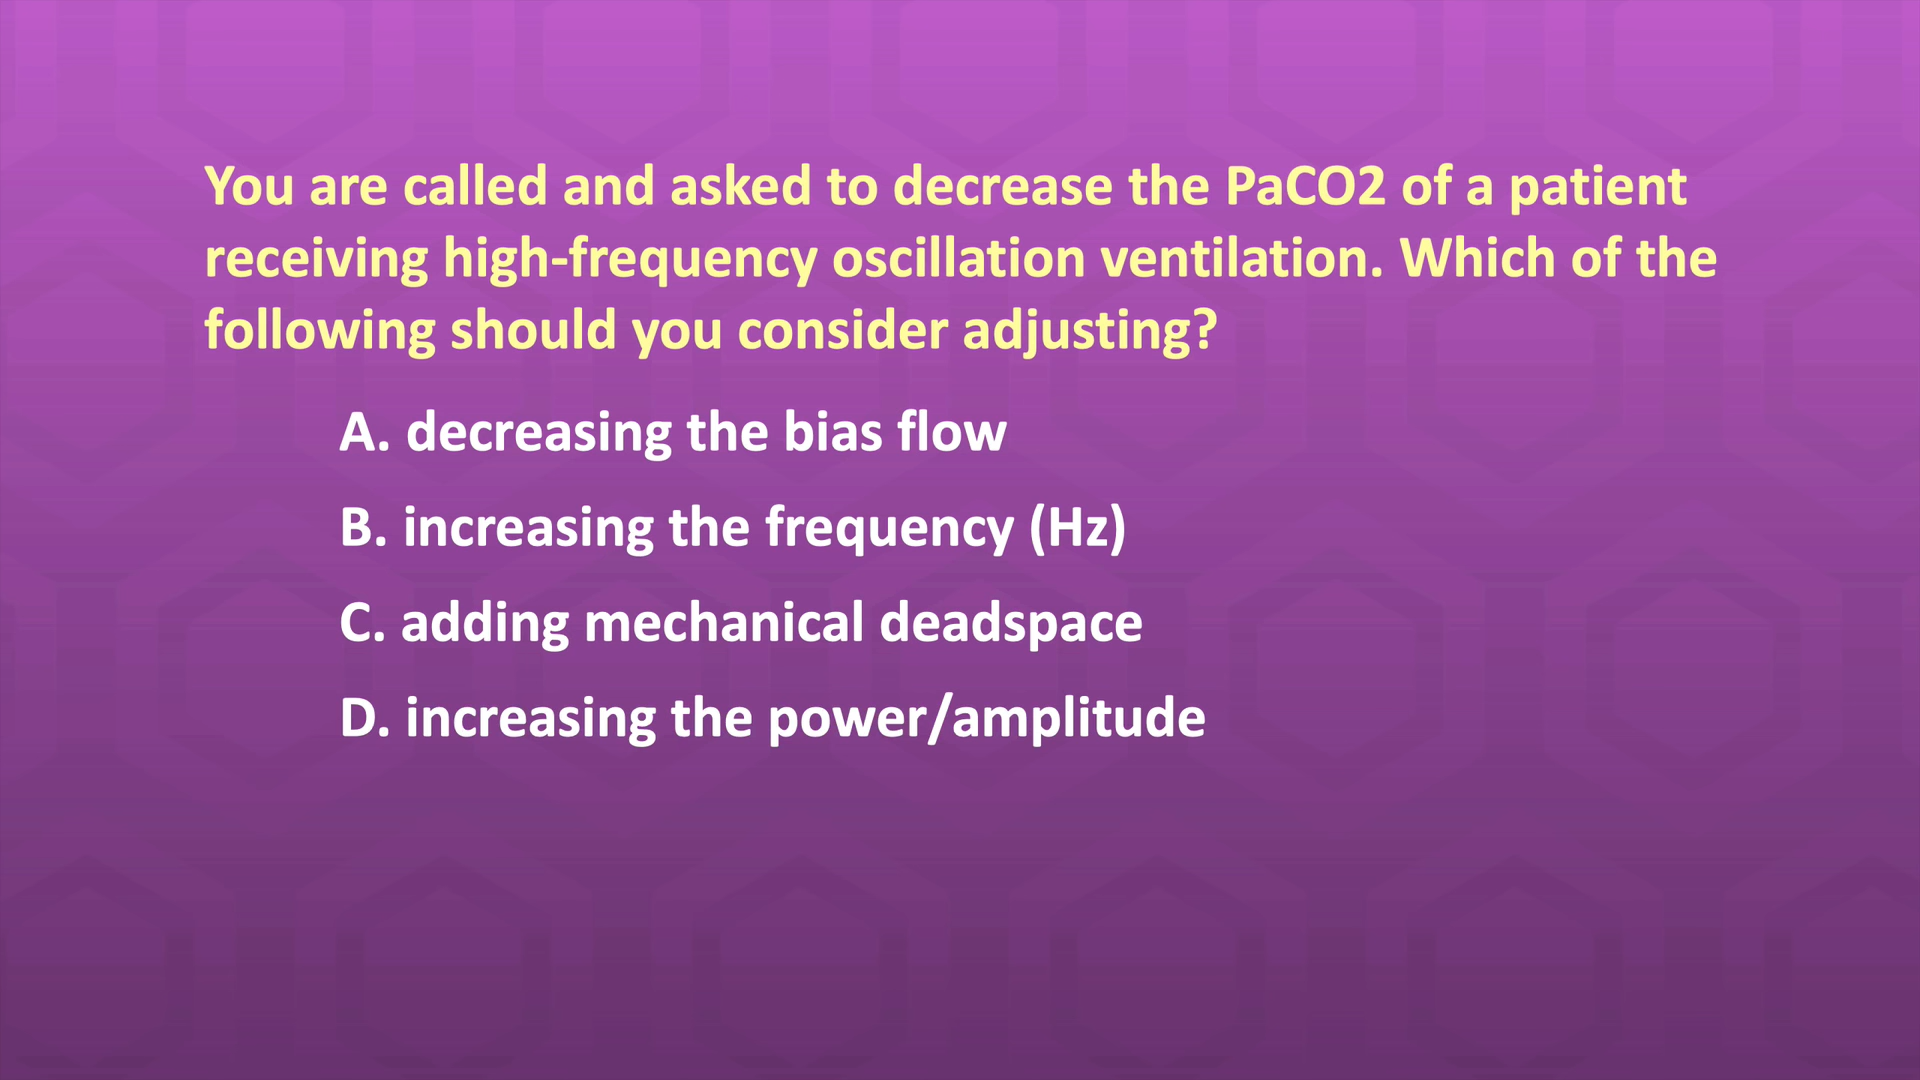 You are called and asked to decrease the PaCO2 of a patient
receiving high-frequency oscillation ventilation. Which of the
following should you consider adjusting?
A. decreasing the bias flow
B. increasing the frequency (Hz)
C. adding mechanical deadspace
D. increasing the power/amplitude